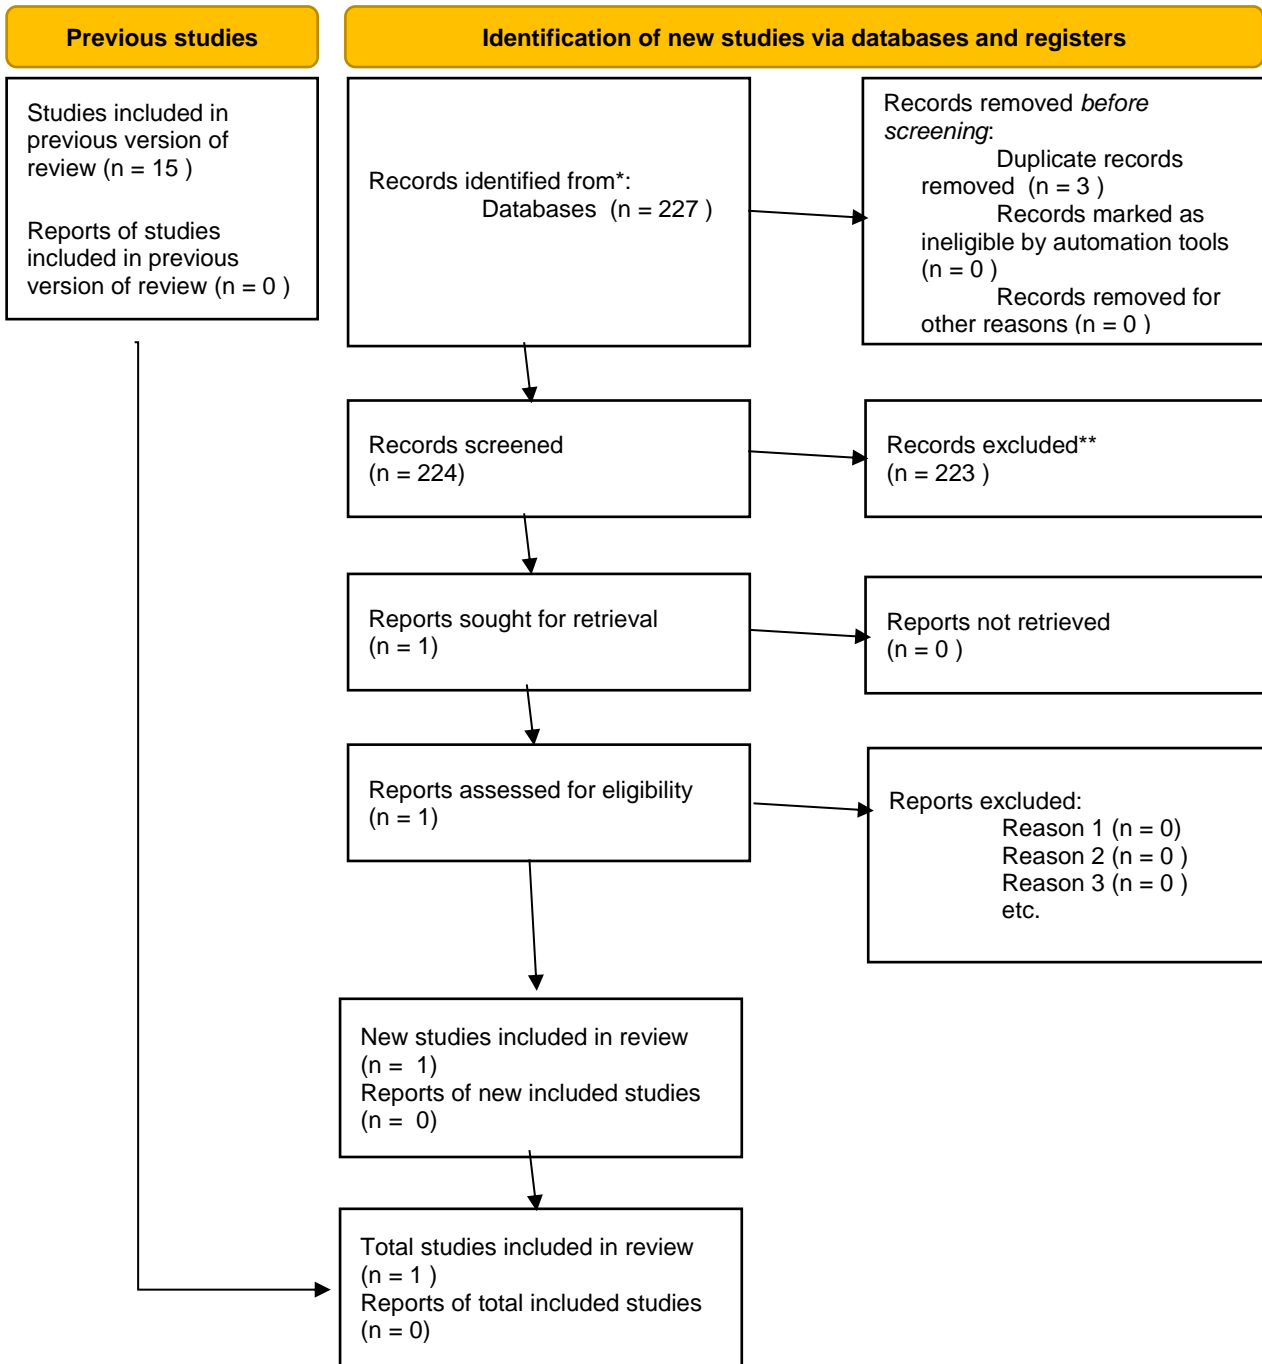 Previous studies
Identification of new studies via databases and registers
Studies included in
previous version of
review (n = 15 )
Reports of studies
included in previous
version of review (n = 0 )
Records identified from*:
Databases  (n = 227 )
Records removed before
screening:
Duplicate records
removed  (n = 3 )
Records marked as
ineligible by automation tools
(n = 0 )
Records removed for
other reasons (n = 0 )
Records screened
(n = 224)
Records excluded**
(n = 223 )
Reports sought for retrieval
(n = 1)
Reports not retrieved
(n = 0 )
Reports assessed for eligibility
(n = 1)
Reports excluded:
Reason 1 (n = 0)
Reason 2 (n = 0 )
Reason 3 (n = 0 )
etc.
New studies included in review
(n =  1)
Reports of new included studies
(n =  0)
Total studies included in review
(n = 1 )
Reports of total included studies
(n = 0)